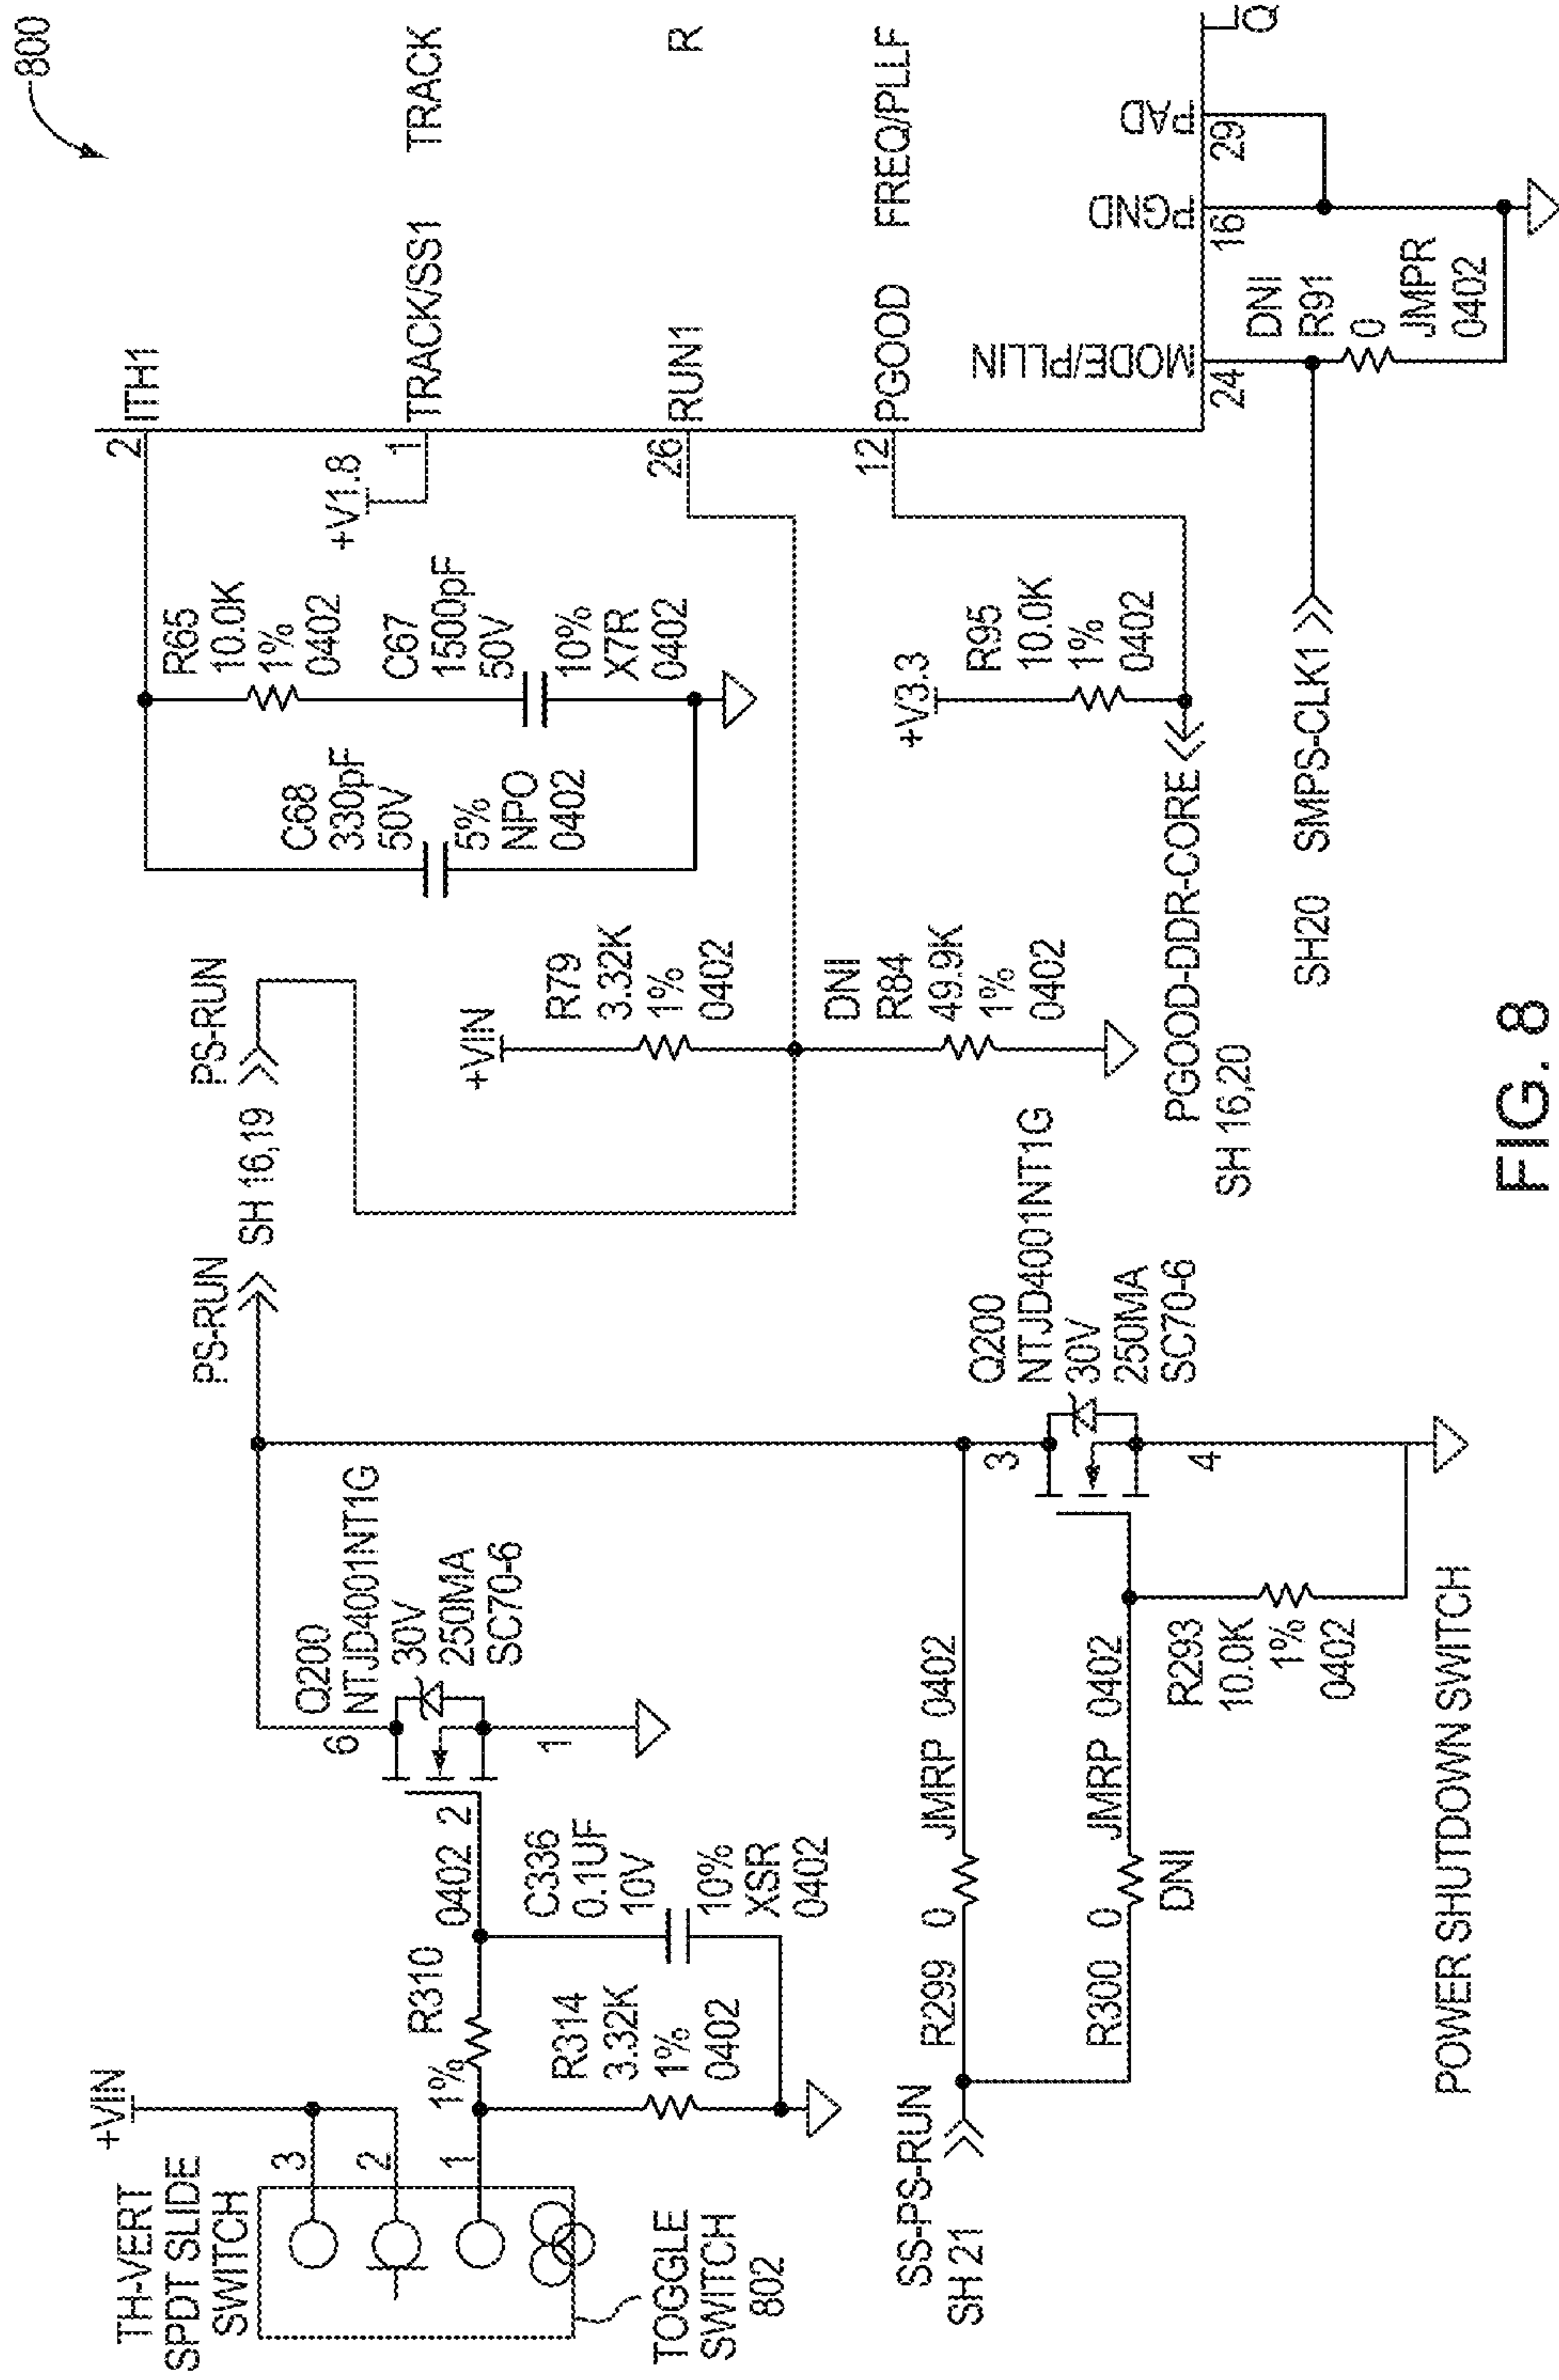 800
TH-VERT
SPDT SLIDE
SWITCH
+VIN
3
2
1
TOGGLE
SWITCH
802
1%
R310
0402
2
R314
3.32K
1%
0402
C336
0.1UF
10V
10%
XSR
0402
6
1
Q200
NTJD4001NT1G
30V
250MA
SC70-6
PS-RUN
SH 16,19
PS-RUN
SS-PS-RUN
SH 21
R299 0 JMRP 0402
R300 0 JMRP 0402
DNI
R293
10.0K
1%
0402
3
4
Q200
NTJD4001NT1G
30V
250MA
SC70-6
POWER SHUTDOWN SWITCH
+VIN
R79
3.32K
1%
0402
DNI
R84
49.9K
1%
0402
C68
330pF
50V
5%
NPO
0402
R65
10.0K
1%
0402
C67
1500pF
50V
10%
X7R
0402
+V1.8
+V3.3
R95
10.0K
1%
0402
PGOOD-DDR-CORE
SH 16,20
SH20 SMPS-CLK1
2 ITH1
1 TRACK/SS1 TRACK
26 RUN1 R
12 PGOOD FREQ/PLLF
MODE/PLLIN
24
PGND
16
PAD
29
Q
DNI
R91
0
JMPR
0402
FIG. 8